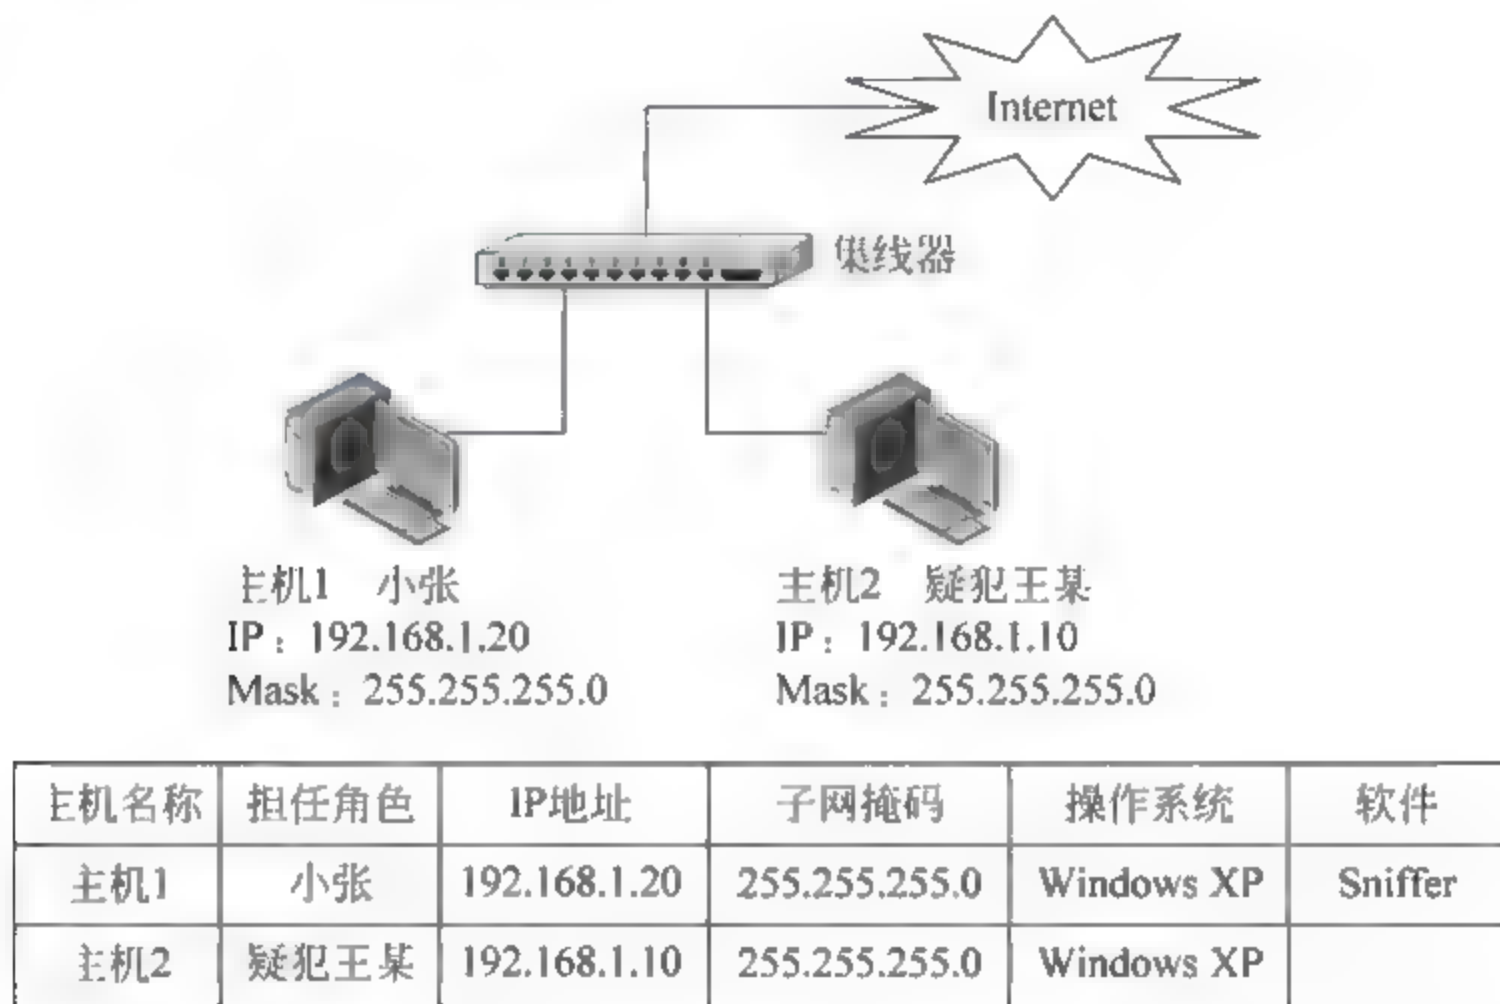 Internet
集线器
主机1 小张
IP：192.168.1.20
Mask：255.255.255.0
主机2 疑犯王某
IP：192.168.1.10
Mask：255.255.255.0
主机名称 担任角色 IP地址 子网掩码 操作系统 软件
主机1 小张 192.168.1.20 255.255.255.0 Windows XP Sniffer
主机2 疑犯王某 192.168.1.10 255.255.255.0 Windows XP